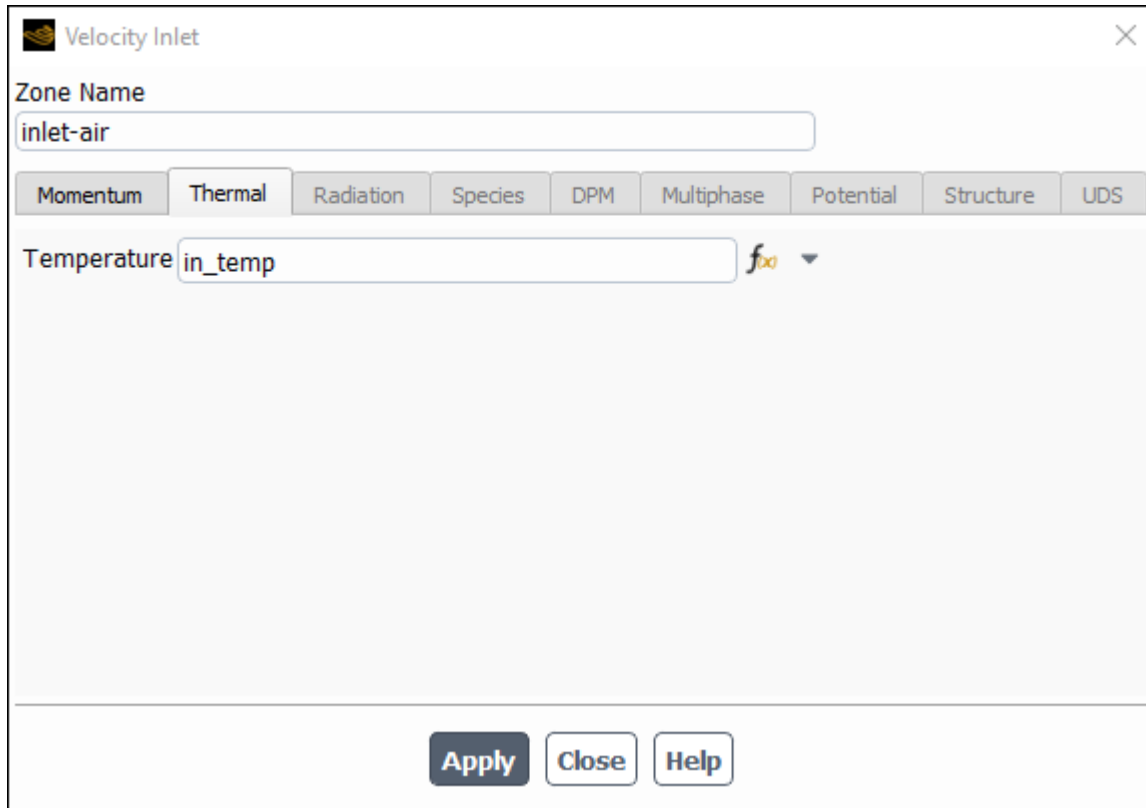 Velocity Inlet
Zone Name
inlet-air
Momentum Thermal Radiation Species DPM Multiphase Potential Structure UDS
Temperature in_temp f(x)
Apply Close Help